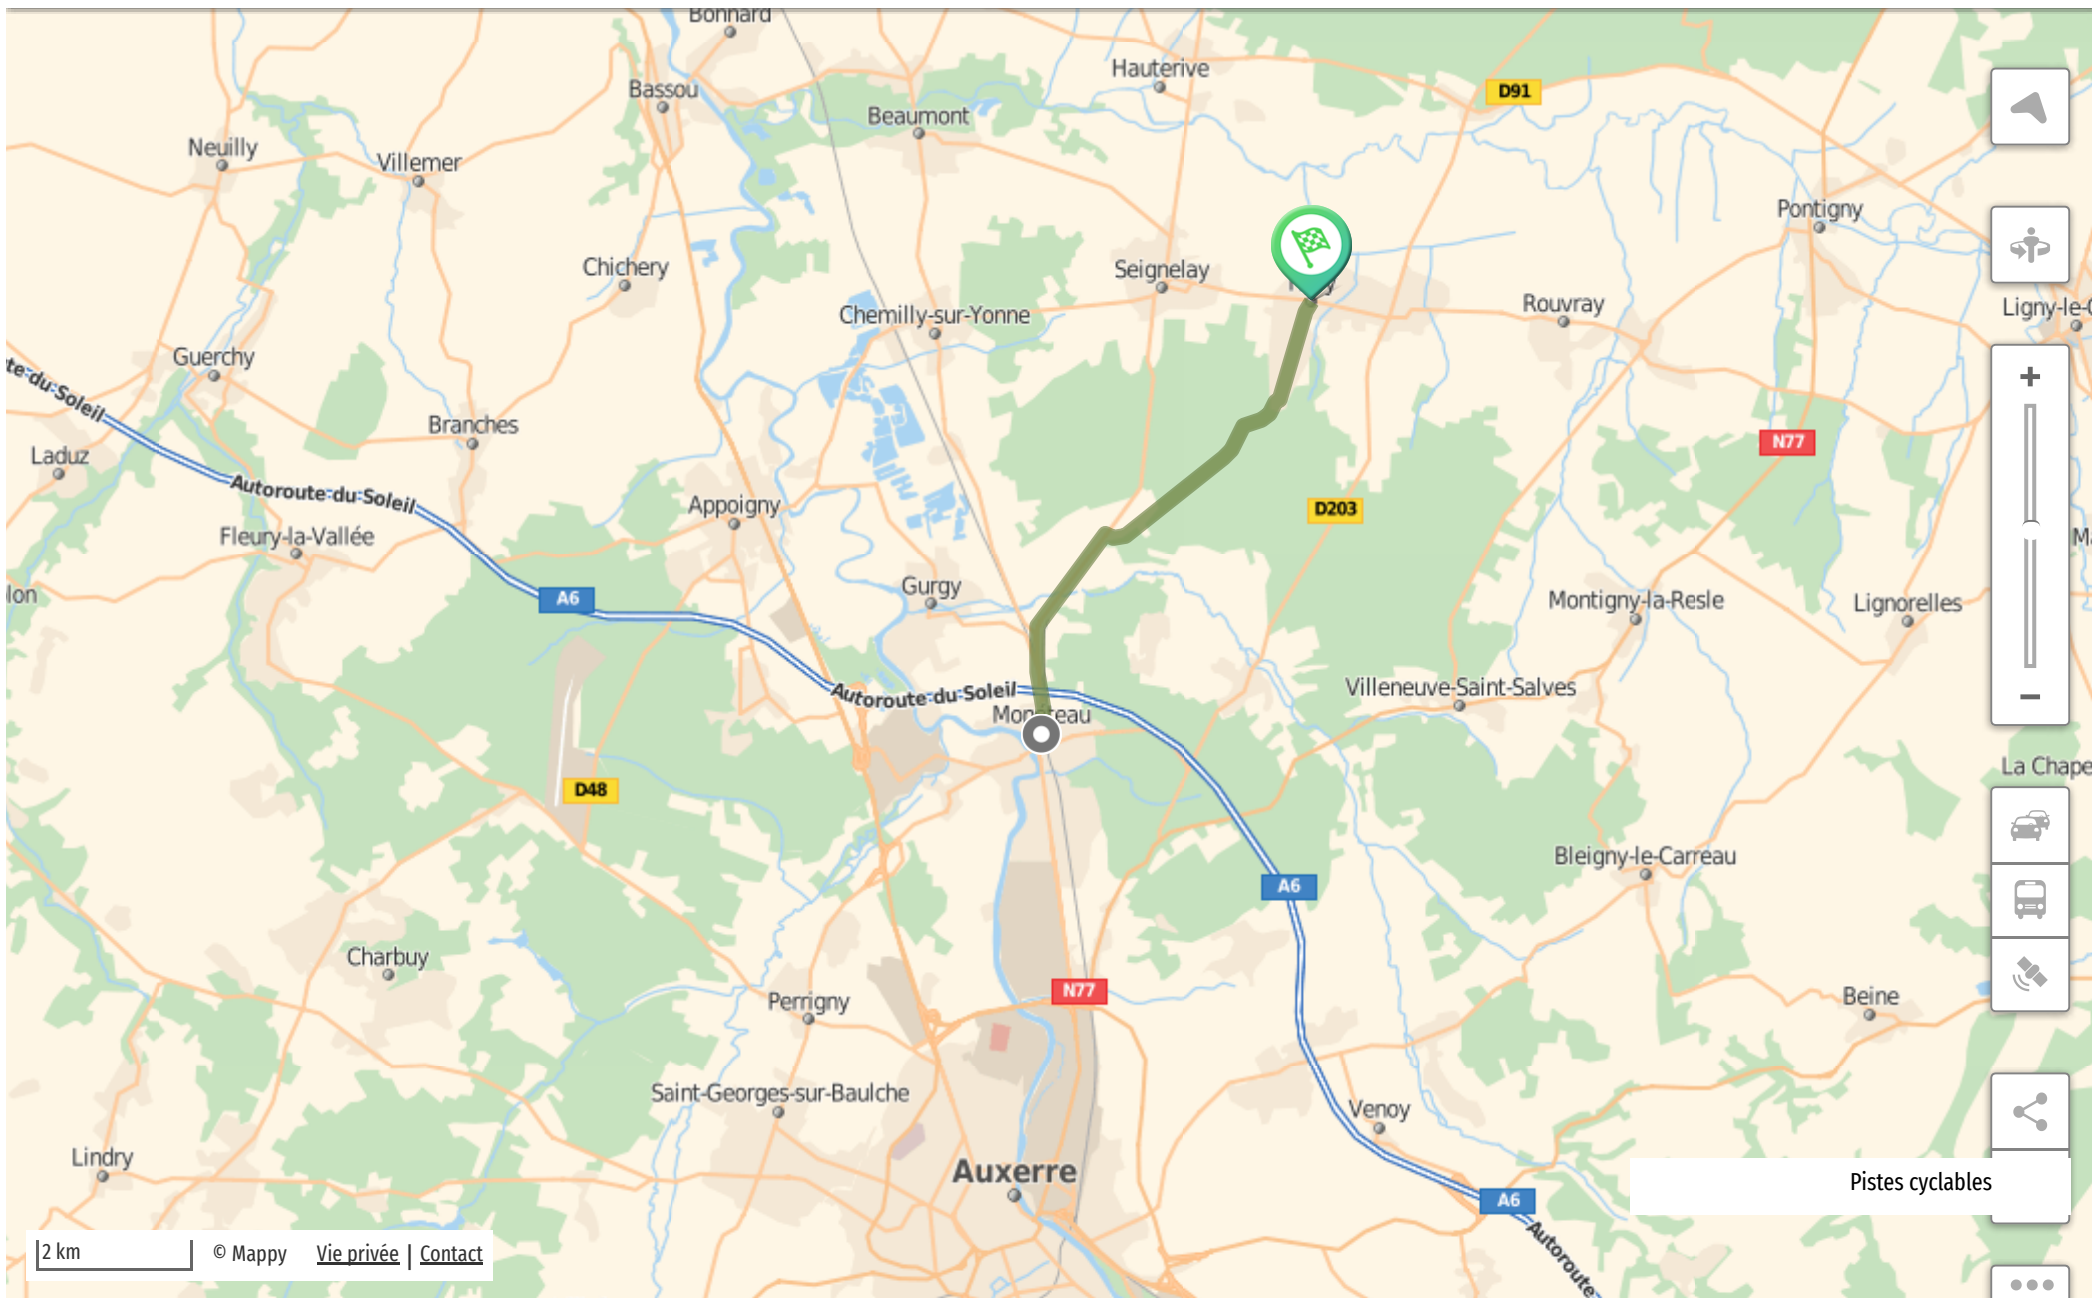 Bonnard
Hauterive
Bassou
D91
Beaumont
Neuilly
Villemer
Pontigny
Chichery
Seignelay
Rouvray
Ligny-le-C
Chemilly-sur-Yonne
Guerchy
te-du-Soleil
Branches
N77
Laduz
Autoroute-du-Soleil
Appoigny
D203
Fleury-la-Vallée
Gurgy
A6
Montigny-la-Resle
Lignorelles
lon
Villeneuve-Saint-Salves
Autoroute-du-Soleil
Moneteau
La Chape
D48
Bleigny-le-Carreau
A6
Charbuy
N77
Perrigny
Beine
Saint-Georges-sur-Baulche
Venoy
Lindry
Auxerre
Pistes cyclables
A6
Autoroute
2 km
© Mappy
Vie privée | Contact